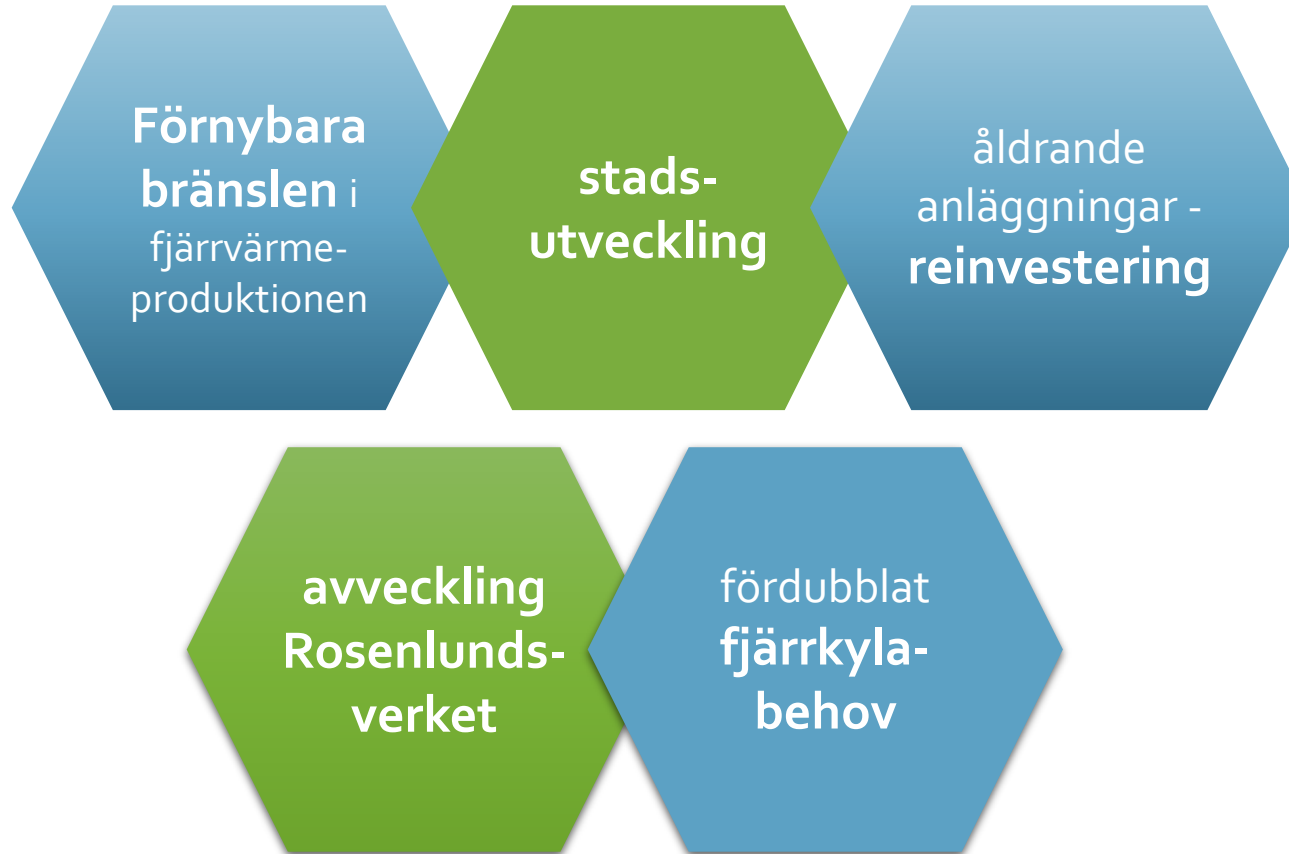 Förnybara
bränslen i
fjärrvärme-
produktionen
stads-
utveckling
åldrande
anläggningar -
reinvestering
avveckling
Rosenlunds-
verket
fördubblat
fjärrkyla-
behov